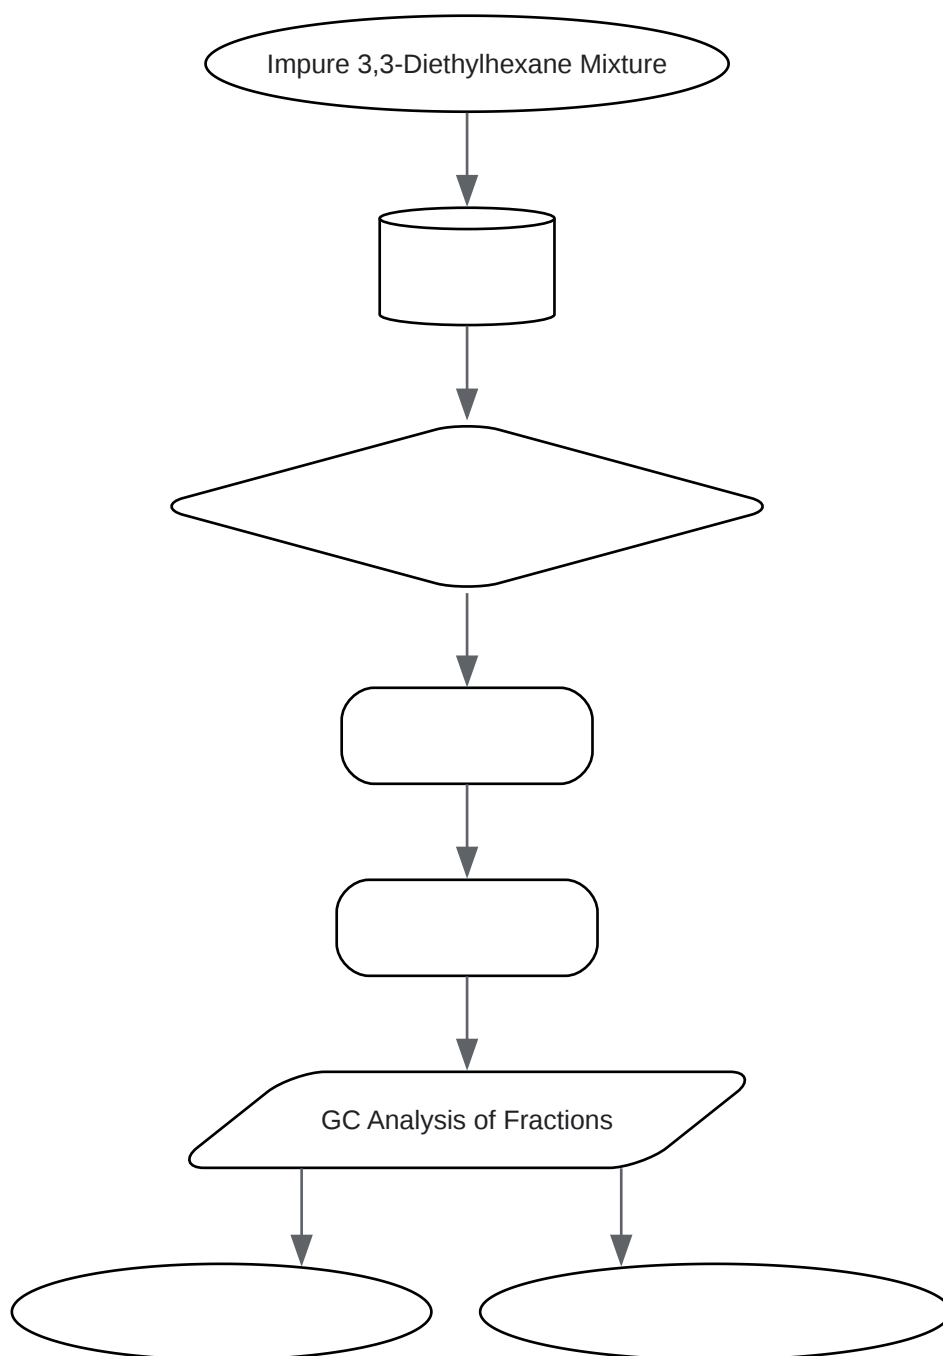 Impure 3,3-Diethylhexane Mixture
GC Analysis of Fractions